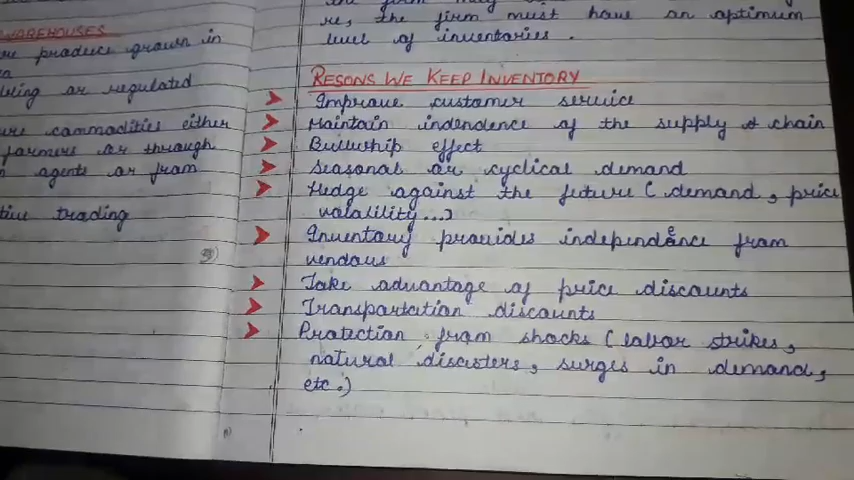 WAREHOUSES
produce grown in
or regulated
commodities either
farmers or through
agents or from
trading
the firm must have an optimum
level of inventories.
RESONS WE KEEP INVENTORY
Improve customer service
Maintain indendence of the supply chain
Bullwhip effect
Seasonal or cyclical demand
Hedge against the future (demand, price
volatility...)
Inventory provides independence from
vendors
Take advantage of price discounts
Transportation discounts
Protection from shocks (labor strikes,
natural disasters, surges in demand,
etc.)